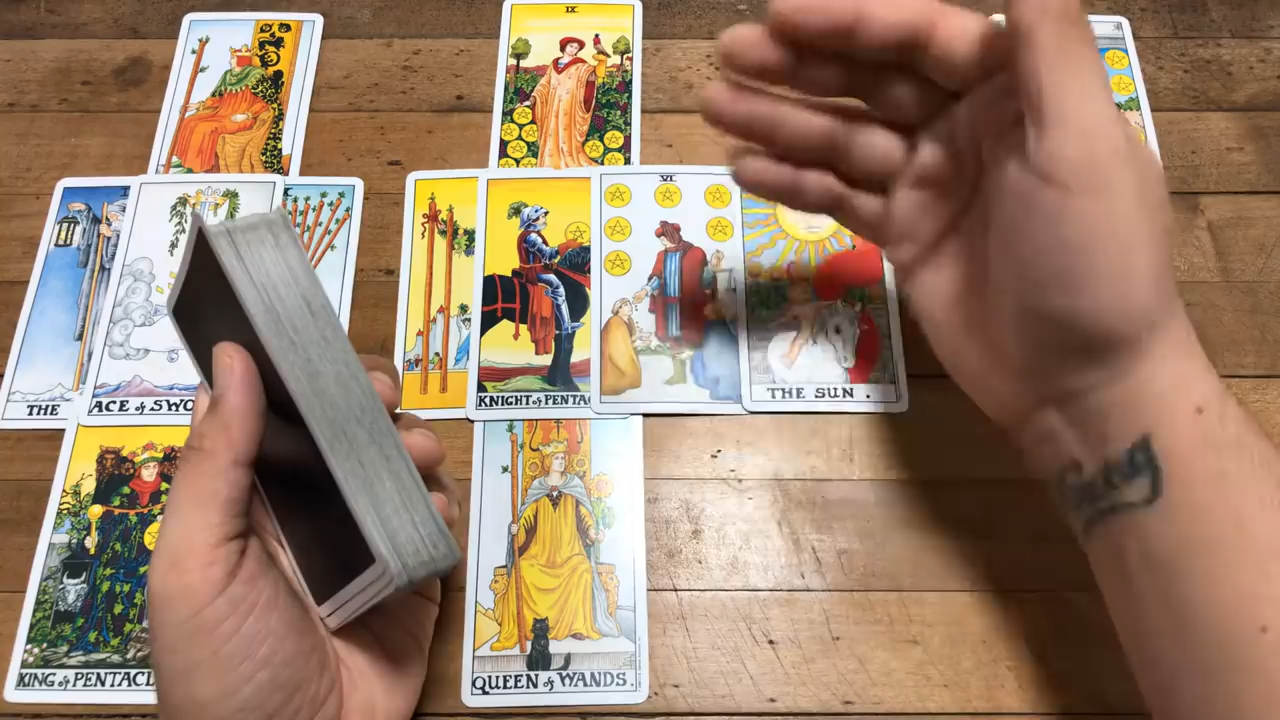 IX
VI
THE
ACE of SWO
KNIGHT of PENTA
THE SUN.
KING of PENTACL
QUEEN of WANDS.